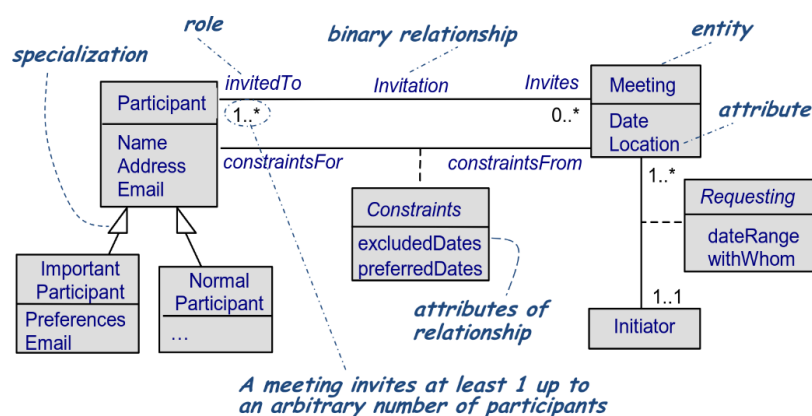 role
binary relationship
entity
specialization
invitedTo
Invitation
Invites
Participant
1..*
0..*
Meeting
Name
Address
Email
Date
Location
attribute
constraintsFor
constraintsFrom
1..*
Constraints
excludedDates
preferredDates
Requesting
dateRange
withWhom
Important
Participant
Preferences
Email
Normal
Participant
...
attributes of
relationship
1..1
Initiator
A meeting invites at least 1 up to
an arbitrary number of participants